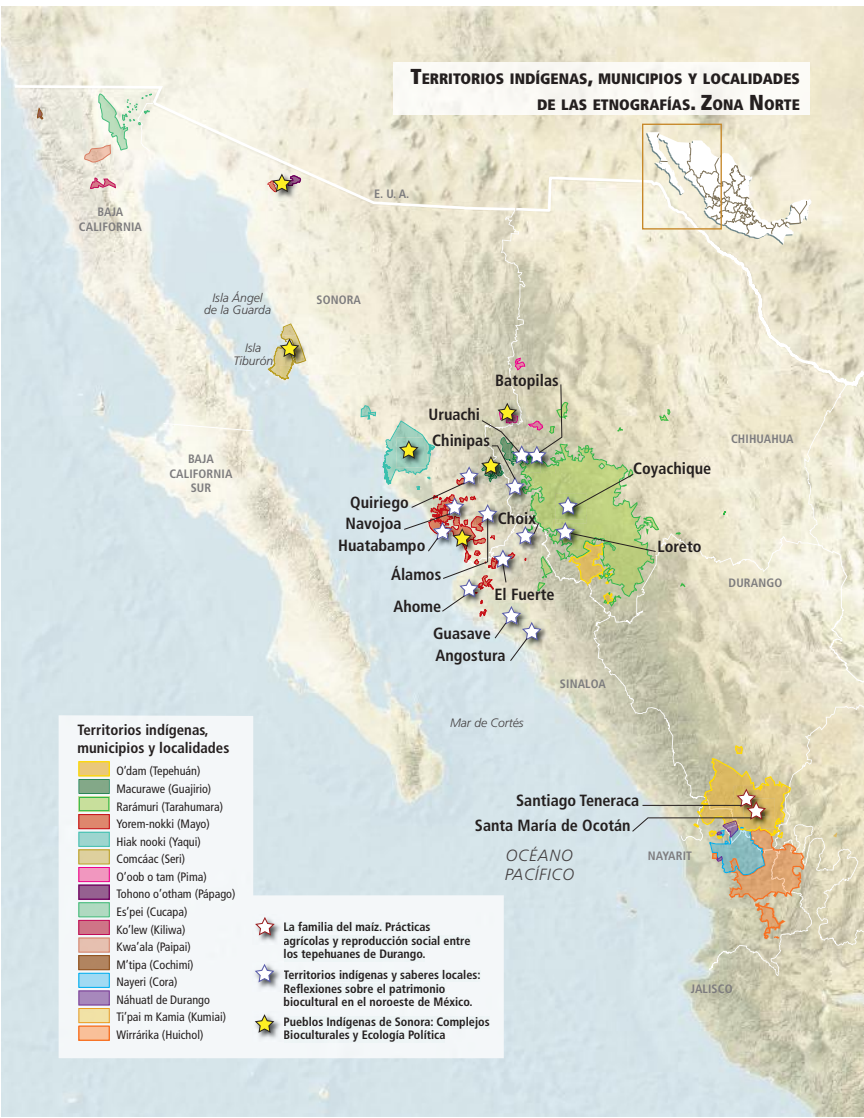 TERRITORIOS INDÍGENAS, MUNICIPIOS Y LOCALIDADES
DE LAS ETNOGRAFÍAS. ZONA NORTE
E. U. A.
BAJA
CALIFORNIA
SONORA
Isla Ángel
de la Guarda
Isla
Tiburón
Batopilas
Uruachi
Chinipas
CHIHUAHUA
BAJA
CALIFORNIA
SUR
Coyachique
Quiriego
Navojoa
Choix
Huatabampo
Loreto
Álamos
DURANGO
El Fuerte
Ahome
Guasave
Angostura
SINALOA
Mar de Cortés
Santiago Teneraca
Santa María de Ocotán
OCÉANO
PACÍFICO
NAYARIT
JALISCO
Territorios indígenas,
municipios y localidades
O'dam (Tepehuán)
Macurawe (Guajirio)
Rarámuri (Tarahumara)
Yorem-nokki (Mayo)
Hiak nooki (Yaqui)
Comcáac (Seri)
O'oob o tam (Pima)
Tohono o'otham (Pápago)
Es'pei (Cucapa)
Ko'lew (Kiliwa)
Kwa'ala (Paipai)
M'tipa (Cochimí)
Nayeri (Cora)
Náhuatl de Durango
Ti'pai m Kamia (Kumiai)
Wirrárika (Huichol)
La familia del maíz. Prácticas
agrícolas y reproducción social entre
los tepehuanes de Durango.
Territorios indígenas y saberes locales:
Reflexiones sobre el patrimonio
biocultural en el noroeste de México.
Pueblos Indígenas de Sonora: Complejos
Bioculturales y Ecología Política